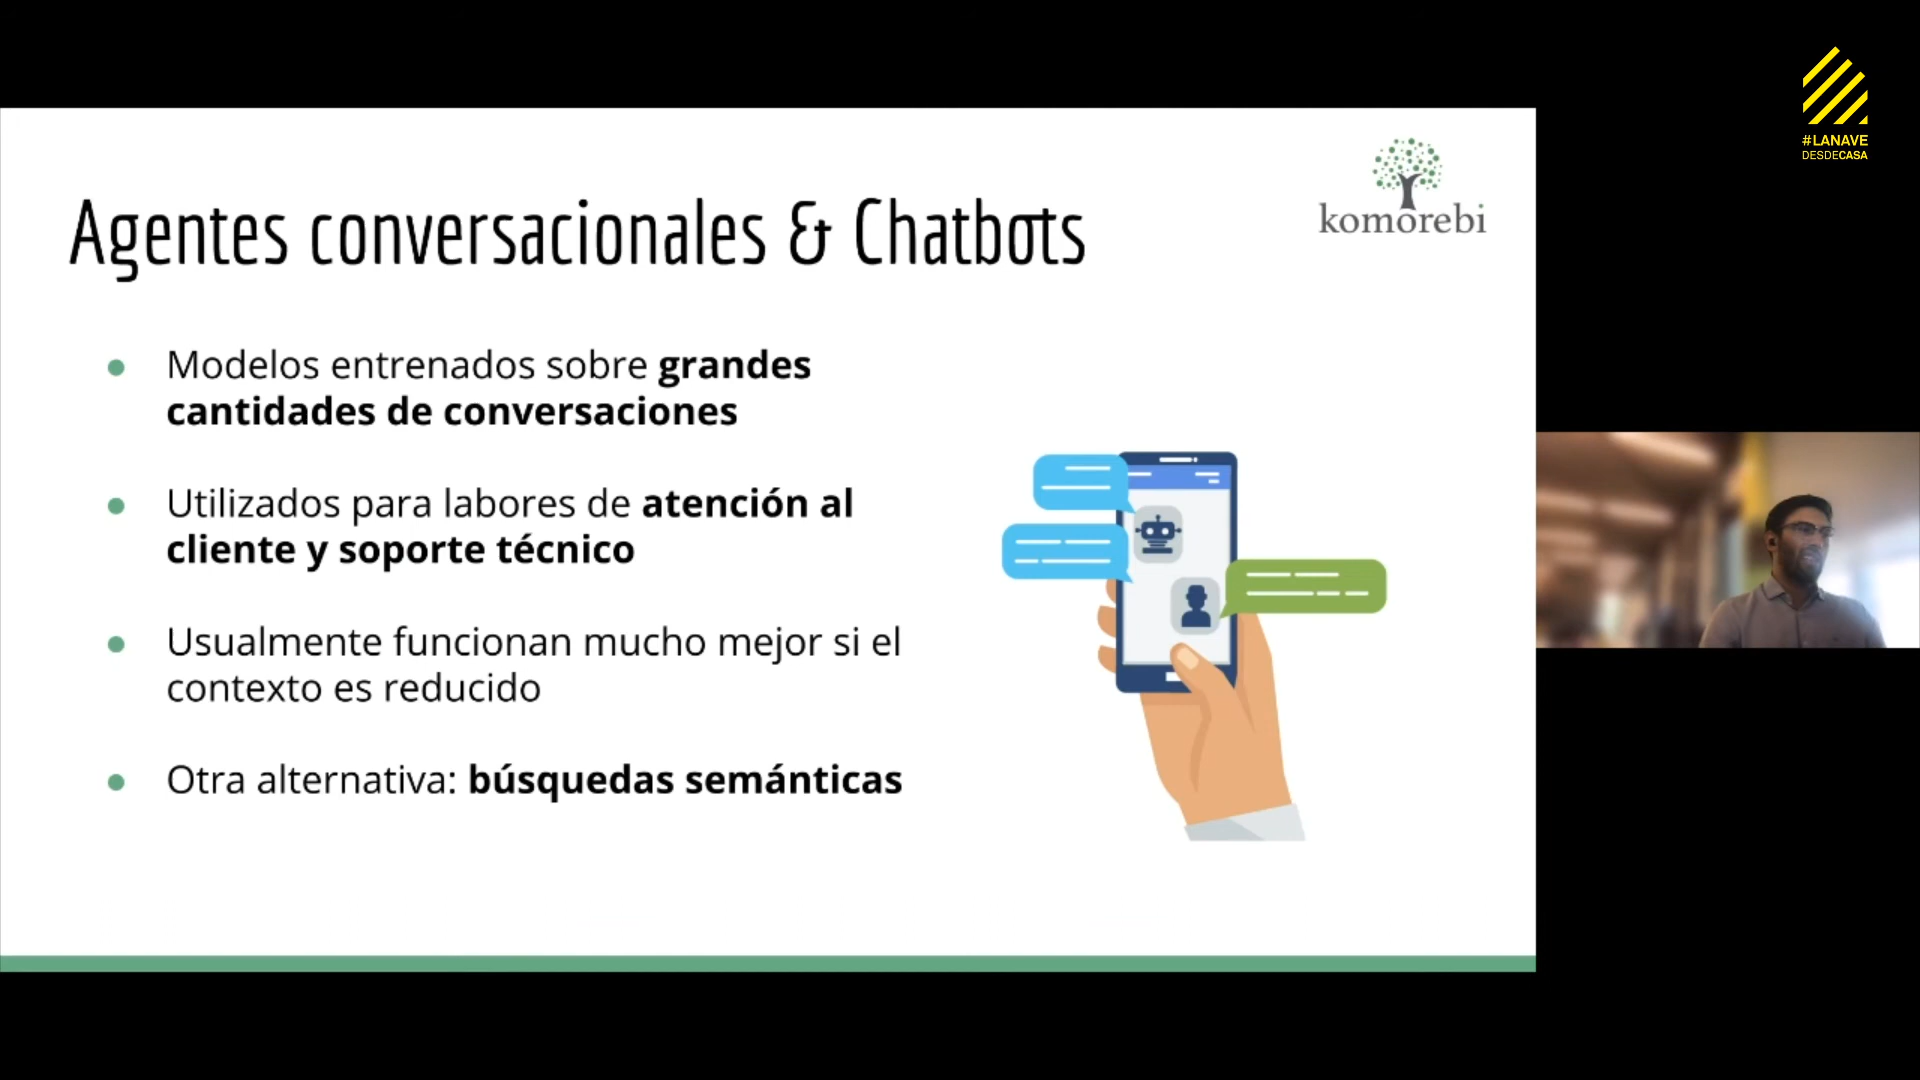 #LANAVE
DESDECASA
komorebi
Agentes conversacionales & Chatbots
● Modelos entrenados sobre grandes
cantidades de conversaciones
● Utilizados para labores de atención al
cliente y soporte técnico
● Usualmente funcionan mucho mejor si el
contexto es reducido
● Otra alternativa: búsquedas semánticas